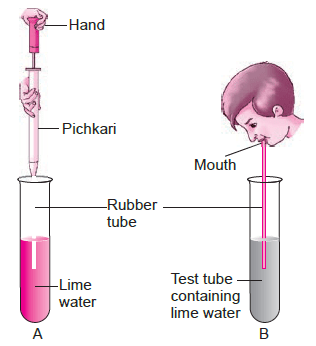 Hand
Pichkari
Mouth
Rubber
tube
Lime
water
Test tube
containing
lime water
A
B